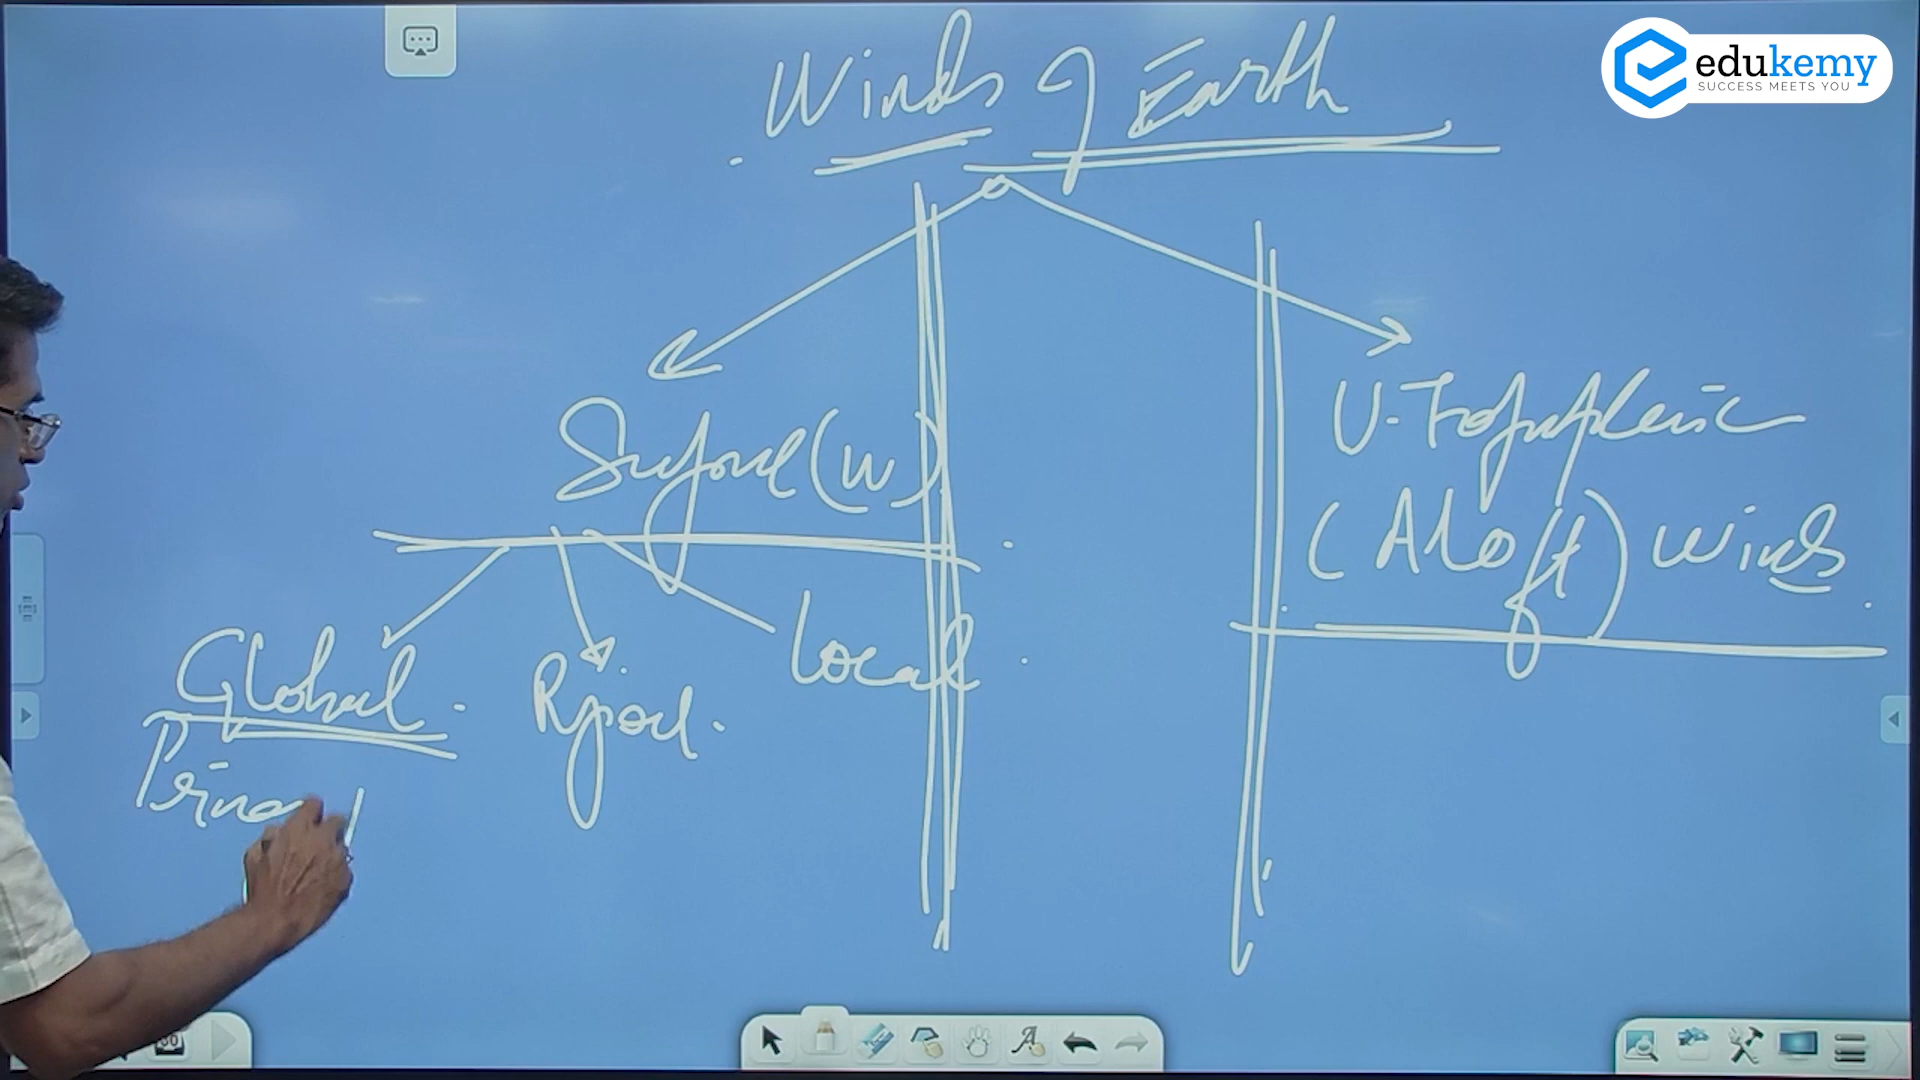 edukemy
SUCCESS MEETS YOU
Winds of Earth
Surface (W)
U-Tropospheric
(Aloft) Winds
Global
Regional
Local